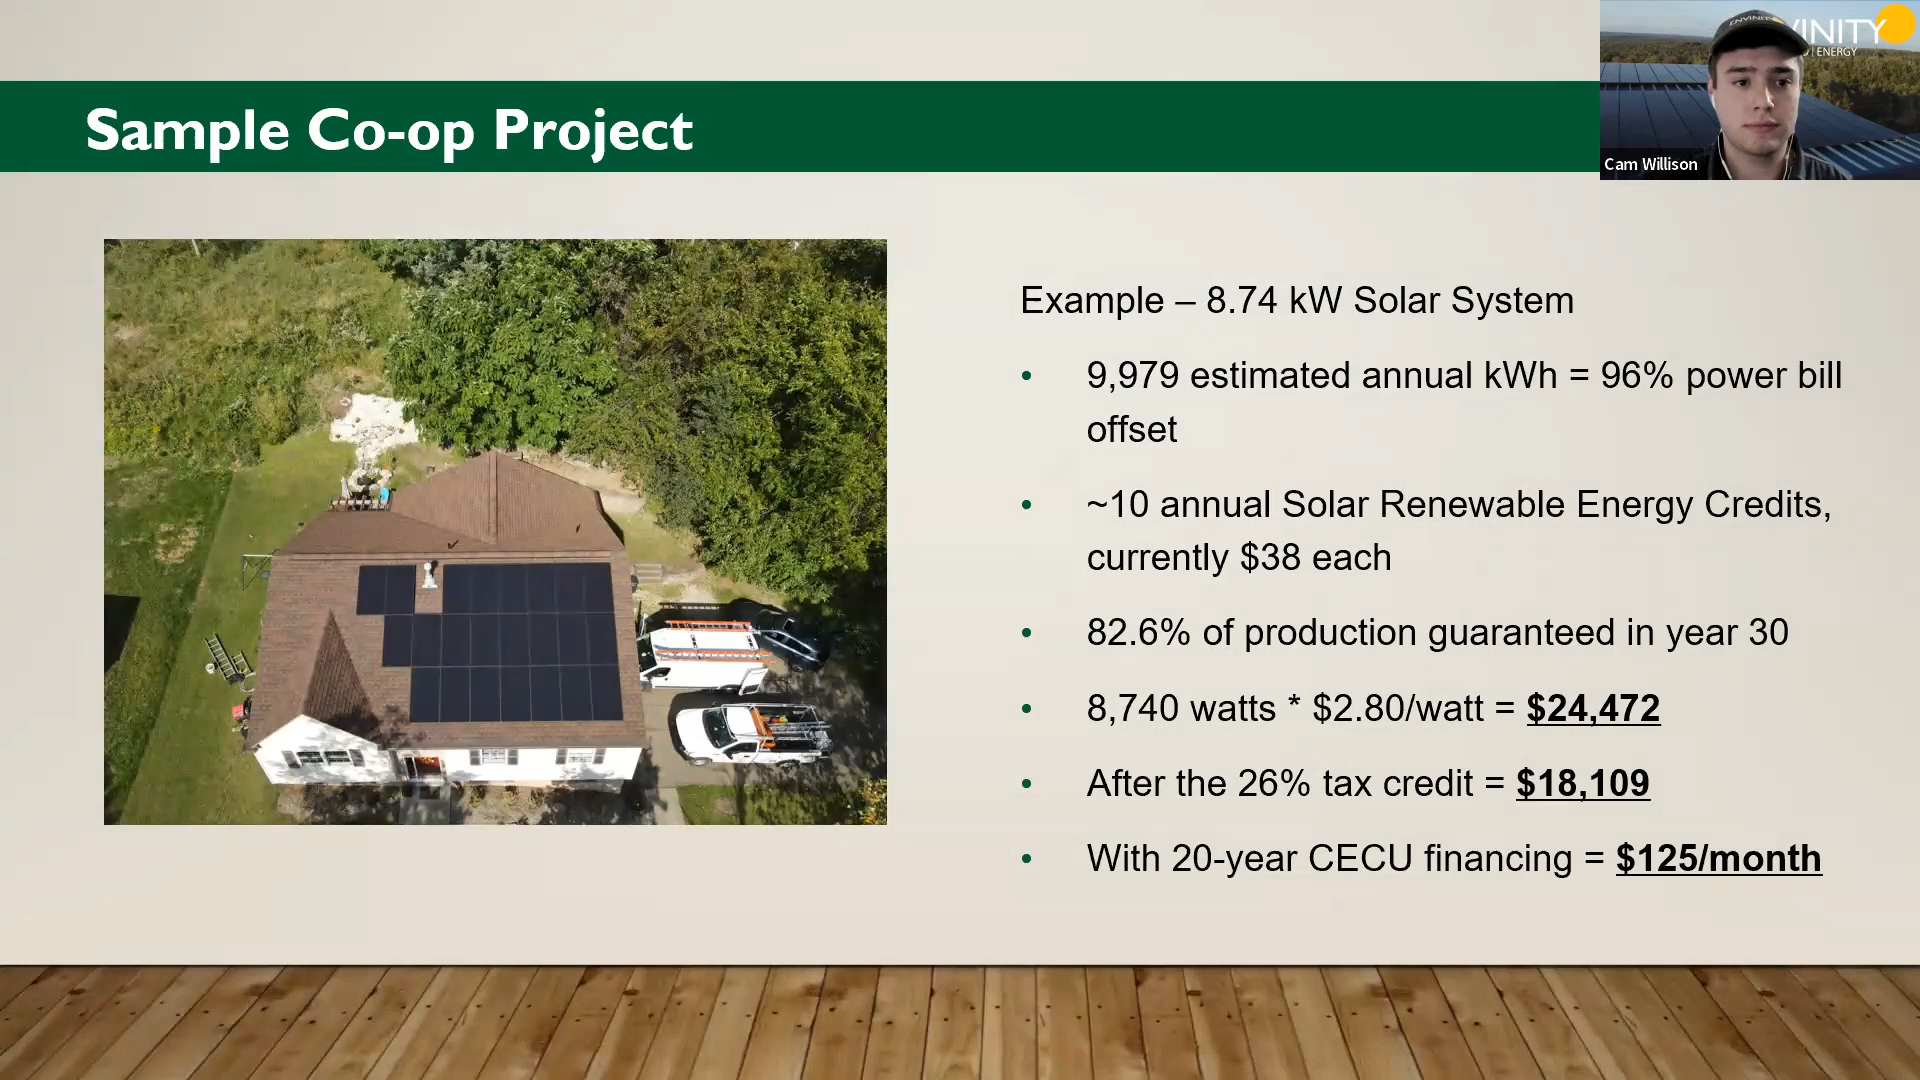 Sample Co-op Project
VINITY
ENERGY
Cam Willison
Example – 8.74 kW Solar System
• 9,979 estimated annual kWh = 96% power bill
offset
• ~10 annual Solar Renewable Energy Credits,
currently $38 each
• 82.6% of production guaranteed in year 30
• 8,740 watts * $2.80/watt = $24,472
• After the 26% tax credit = $18,109
• With 20-year CECU financing = $125/month